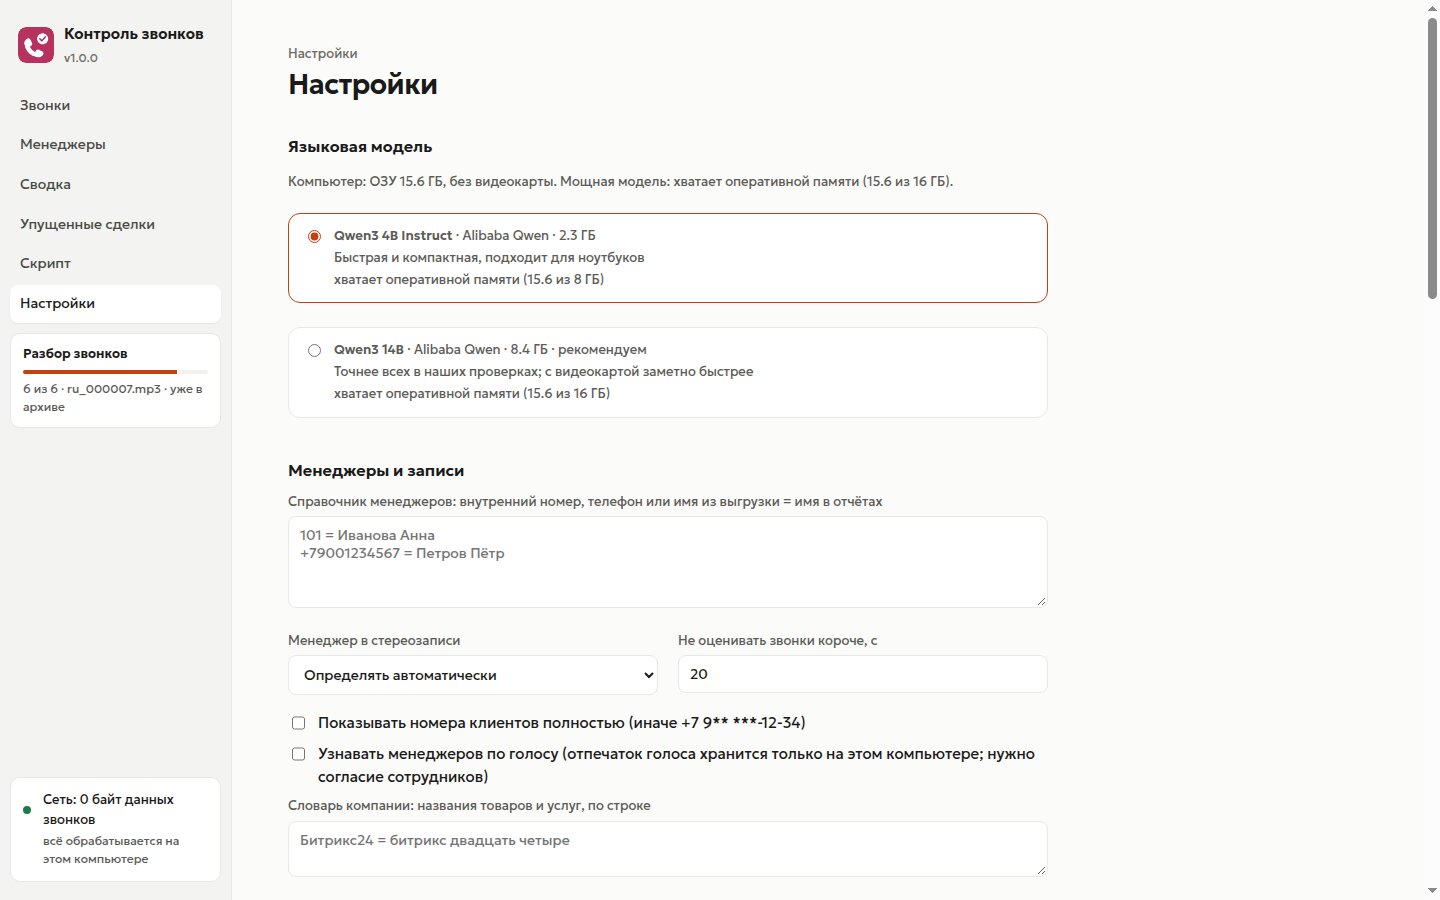 Контроль звонков
v1.0.0
Звонки
Менеджеры
Сводка
Упущенные сделки
Скрипт
Настройки
Разбор звонков
6 из 6 · ru_000007.mp3 · уже в
архиве
Сеть: 0 байт данных
звонков
всё обрабатывается на
этом компьютере
Настройки
Настройки
Языковая модель
Компьютер: ОЗУ 15.6 ГБ, без видеокарты. Мощная модель: хватает оперативной памяти (15.6 из 16 ГБ).
Qwen3 4B Instruct · Alibaba Qwen · 2.3 ГБ
Быстрая и компактная, подходит для ноутбуков
хватает оперативной памяти (15.6 из 8 ГБ)
Qwen3 14B · Alibaba Qwen · 8.4 ГБ · рекомендуем
Точнее всех в наших проверках; с видеокартой заметно быстрее
хватает оперативной памяти (15.6 из 16 ГБ)
Менеджеры и записи
Справочник менеджеров: внутренний номер, телефон или имя из выгрузки = имя в отчётах
101 = Иванова Анна
+79001234567 = Петров Пётр
Менеджер в стереозаписи
Не оценивать звонки короче, с
Определять автоматически
20
Показывать номера клиентов полностью (иначе +7 9** ***-12-34)
Узнавать менеджеров по голосу (отпечаток голоса хранится только на этом компьютере; нужно
согласие сотрудников)
Словарь компании: названия товаров и услуг, по строке
Битрикс24 = битрикс двадцать четыре